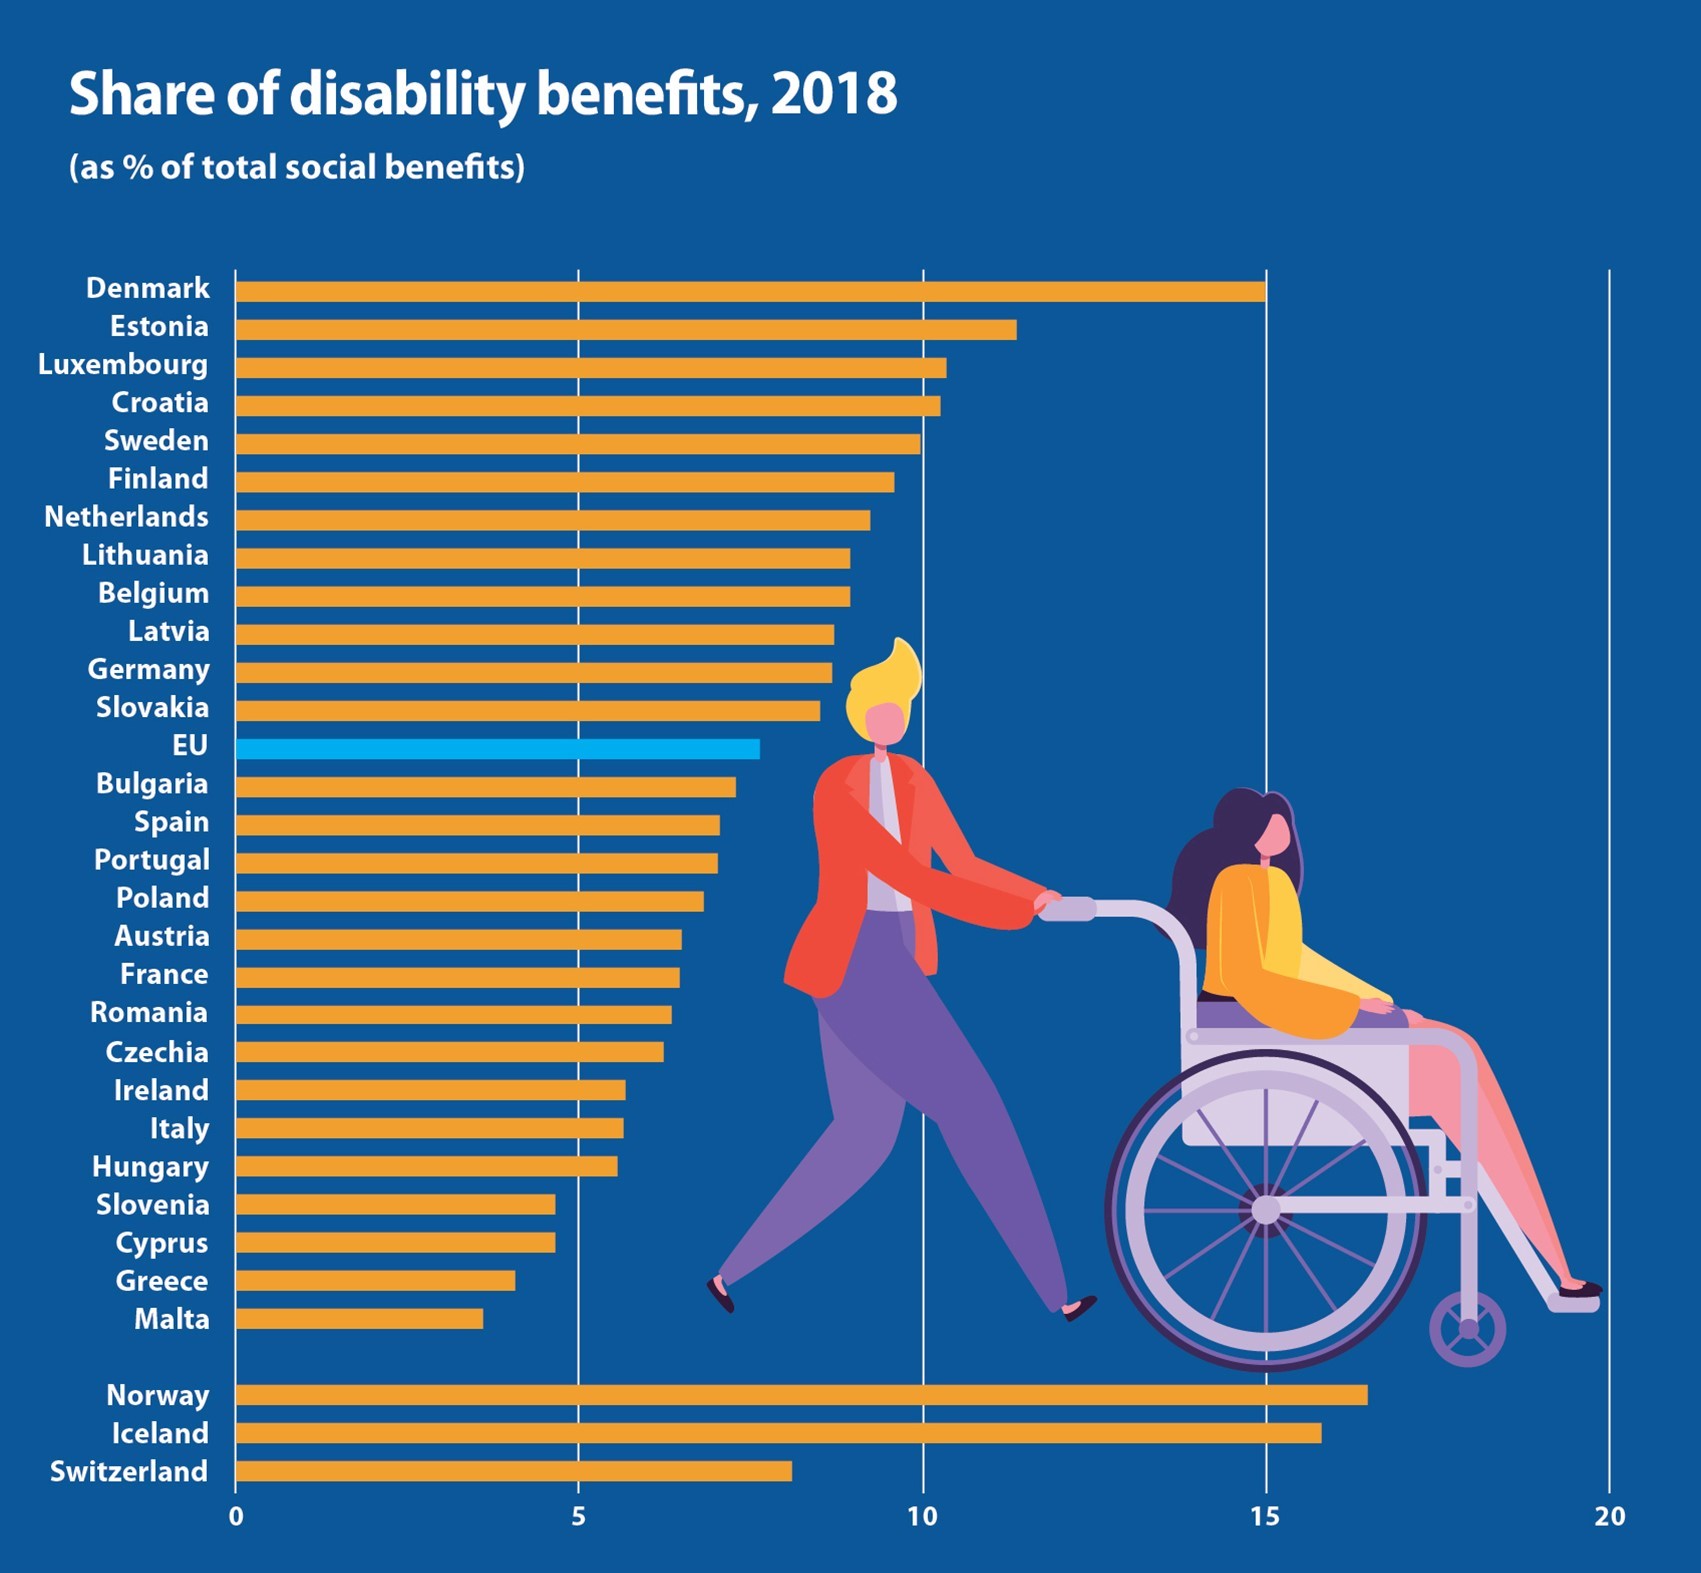 Share of disability benefits, 2018
(as % of total social benefits)
Denmark
Estonia
Luxembourg
Croatia
Sweden
Finland
Netherlands
Lithuania
Belgium
Latvia
Germany
Slovakia
EU
Bulgaria
Spain
Portugal
Poland
Austria
France
Romania
Czechia
Ireland
Italy
Hungary
Slovenia
Cyprus
Greece
Malta
Norway
Iceland
Switzerland
0 5 10 15 20